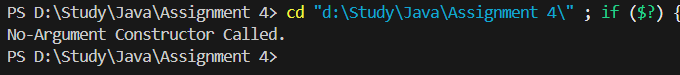 PS D:\Study\Java\Assignment 4> cd "d:\Study\Java\Assignment 4\" ; if ($?) {
No-Argument Constructor Called.
PS D:\Study\Java\Assignment 4>